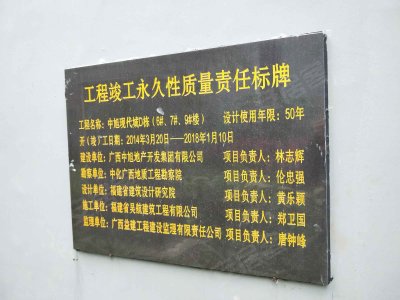 工程竣工永久性质量责任标牌
工程名称：中旭现代城D栋（6#、7#、9#楼） 设计使用年限：50年
开（竣）工日期：2014年3月20日——2018年1月10日
建设单位：广西中旭地产开发集团有限公司 项目负责人：林志辉
勘察单位：中化广西地质工程勘察院 项目负责人：伦忠强
设计单位：福建省建筑设计研究院 项目负责人：黄乐颖
施工单位：福建省吴航建筑工程有限公司 项目负责人：郑卫国
监理单位：广西益建工程建设监理有限责任公司 项目负责人：唐钟峰